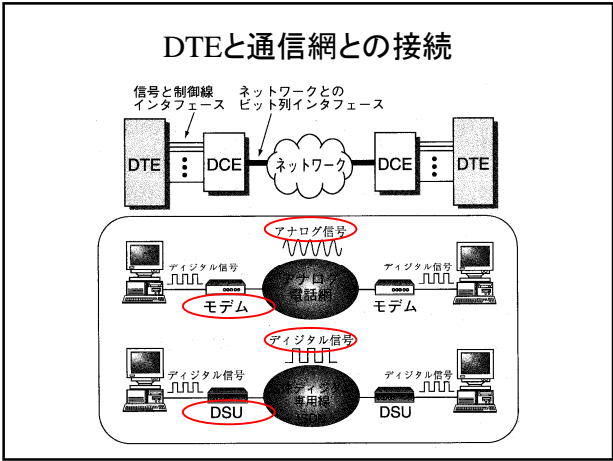 DTEと通信網との接続
信号と制御線
インタフェース
ネットワークとの
ビット列インタフェース
DTE
DCE
ネットワーク
DCE
DTE
アナログ信号
ディジタル信号
ディジタル信号
アナログ
電話網
モデム
モデム
ディジタル信号
ディジタル信号
ディジタル信号
専用線
DSU
DSU